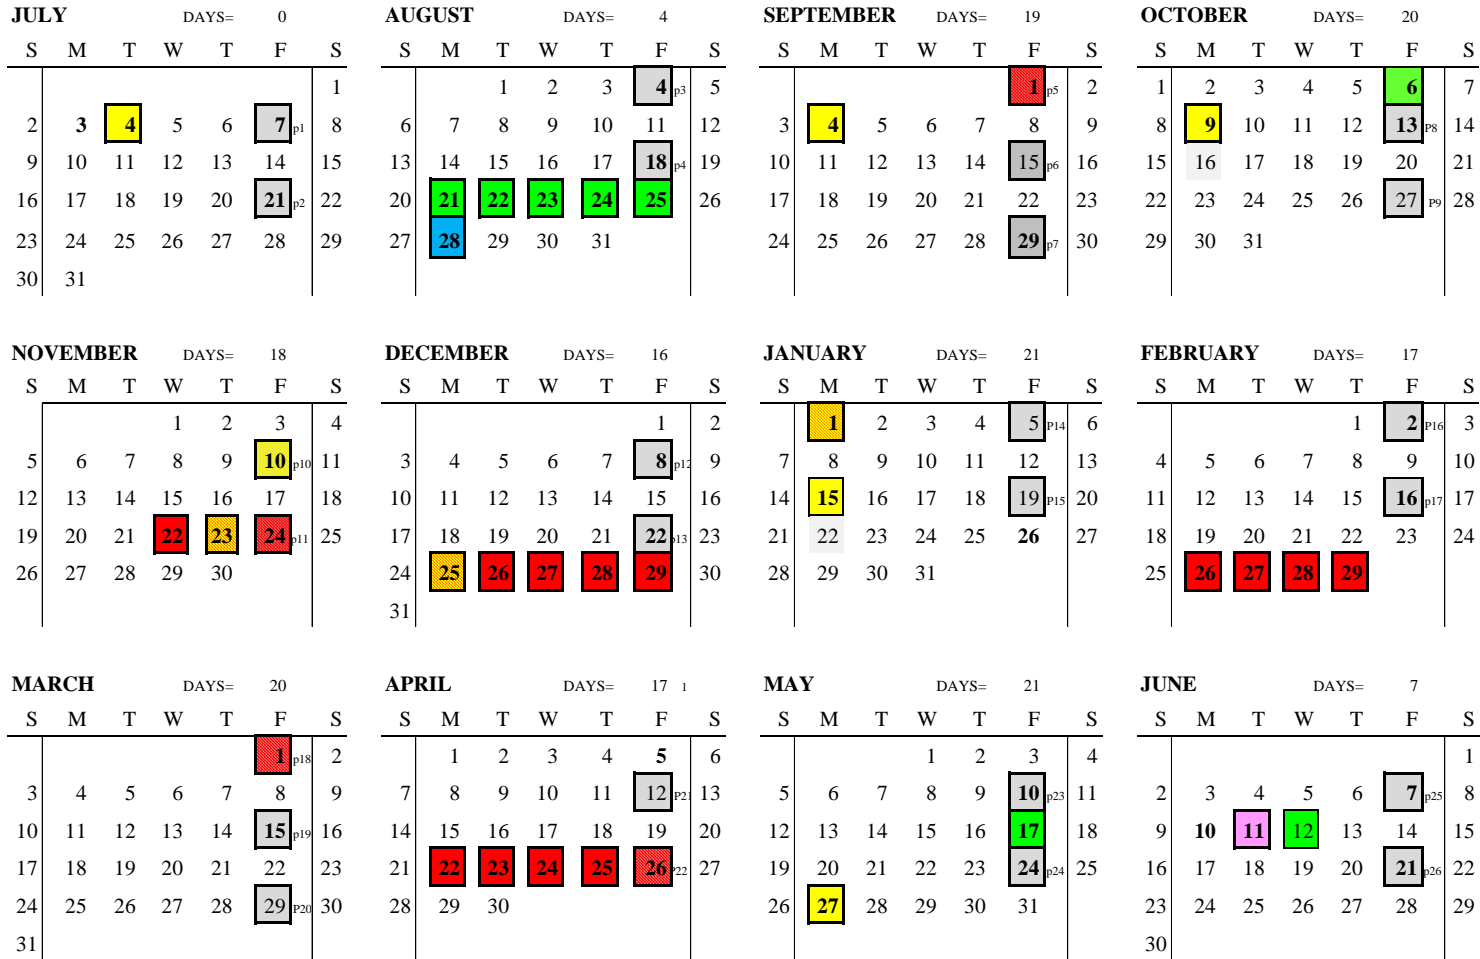 JULY DAYS= 0 AUGUST DAYS= 4 SEPTEMBER DAYS= 19 OCTOBER DAYS= 20
S M T W T F S S M T W T F S S M T W T F S S M T W T F S
1 1 2 3 4 p3 5 1 p5 2 1 2 3 4 5 6 7
2 3 4 5 6 7 p1 8 6 7 8 9 10 11 12 3 4 5 6 7 8 9 8 9 10 11 12 13 P8 14
9 10 11 12 13 14 15 13 14 15 16 17 18 p4 19 10 11 12 13 14 15 p6 16 15 16 17 18 19 20 21
16 17 18 19 20 21 p2 22 20 21 22 23 24 25 26 17 18 19 20 21 22 23 22 23 24 25 26 27 P9 28
23 24 25 26 27 28 29 27 28 29 30 31 24 25 26 27 28 29 p7 30 29 30 31
30 31
NOVEMBER DAYS= 18 DECEMBER DAYS= 16 JANUARY DAYS= 21 FEBRUARY DAYS= 17
S M T W T F S S M T W T F S S M T W T F S S M T W T F S
1 2 3 4 1 2 1 2 3 4 5 P14 6 1 2 P16 3
5 6 7 8 9 10 p10 11 3 4 5 6 7 8 p12 9 7 8 9 10 11 12 13 4 5 6 7 8 9 10
12 13 14 15 16 17 18 10 11 12 13 14 15 16 14 15 16 17 18 19 P15 20 11 12 13 14 15 16 p17 17
19 20 21 22 23 24 p11 25 17 18 19 20 21 22 p13 23 21 22 23 24 25 26 27 18 19 20 21 22 23 24
26 27 28 29 30 24 25 26 27 28 29 30 28 29 30 31 25 26 27 28 29
31
MARCH DAYS= 20 APRIL DAYS= 17 1 MAY DAYS= 21 JUNE DAYS= 7
S M T W T F S S M T W T F S S M T W T F S S M T W T F S
1 p18 2 1 2 3 4 5 6 1 2 3 4 1
3 4 5 6 7 8 9 7 8 9 10 11 12 P21 13 5 6 7 8 9 10 p23 11 2 3 4 5 6 7 p25 8
10 11 12 13 14 15 p19 16 14 15 16 17 18 19 20 12 13 14 15 16 17 18 9 10 11 12 13 14 15
17 18 19 20 21 22 23 21 22 23 24 25 26 P22 27 19 20 21 22 23 24 p24 25 16 17 18 19 20 21 p26 22
24 25 26 27 28 29 P20 30 28 29 30 26 27 28 29 30 31 23 24 25 26 27 28 29
31 30